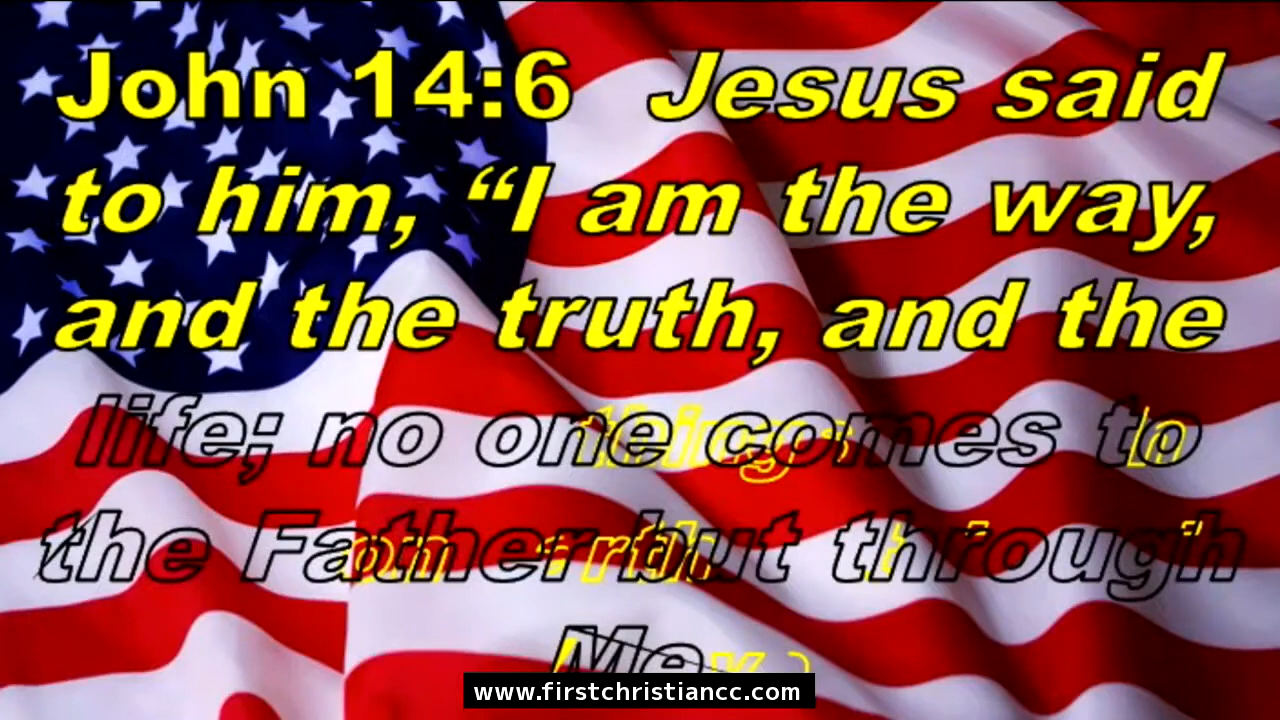 John 14:6 Jesus said
to him, “I am the way,
and the truth, and the
life; no one comes to
the Father but through
Me
www.firstchristiancc.com